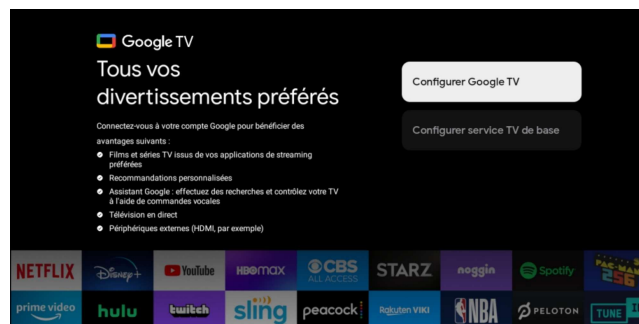 Google TV
Tous vos
divertissements préférés
Connectez-vous à votre compte Google pour bénéficier des
avantages suivants :
Films et séries TV issus de vos applications de streaming
préférées
Recommandations personnalisées
Assistant Google : effectuez des recherches et contrôlez votre TV
à l'aide de commandes vocales
Télévision en direct
Périphériques externes (HDMI, par exemple)
Configurer Google TV
Configurer service TV de base
NETFLIX Disney+ YouTube HBOMAX CBS STARZ noggin Spotify PAC-MAN
ALL ACCESS 256
prime video hulu twitch sling peacock Rakuten VIKI NBA PELOTON TUNE